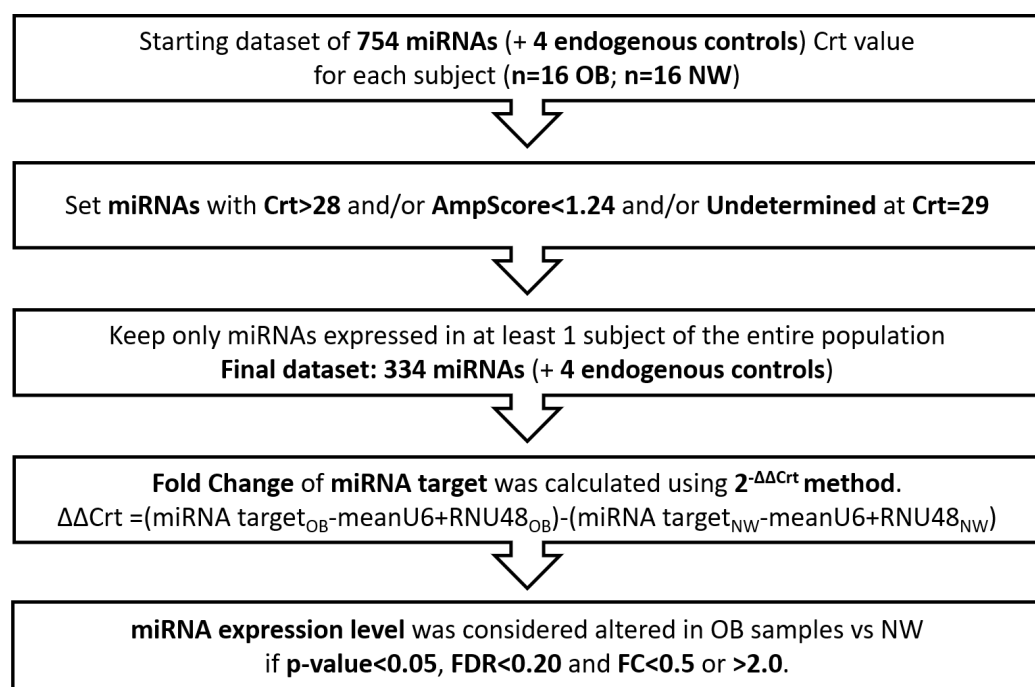 Starting dataset of 754 miRNAs (+ 4 endogenous controls) Crt value
for each subject (n=16 OB; n=16 NW)
Set miRNAs with Crt>28 and/or AmpScore<1.24 and/or Undetermined at Crt=29
Keep only miRNAs expressed in at least 1 subject of the entire population
Final dataset: 334 miRNAs (+ 4 endogenous controls)
Fold Change of miRNA target was calculated using 2-ΔΔCrt method.
ΔΔCrt =(miRNA targetOB-meanU6+RNU48OB)-(miRNA targetNW-meanU6+RNU48NW)
miRNA expression level was considered altered in OB samples vs NW
if p-value<0.05, FDR<0.20 and FC<0.5 or >2.0.